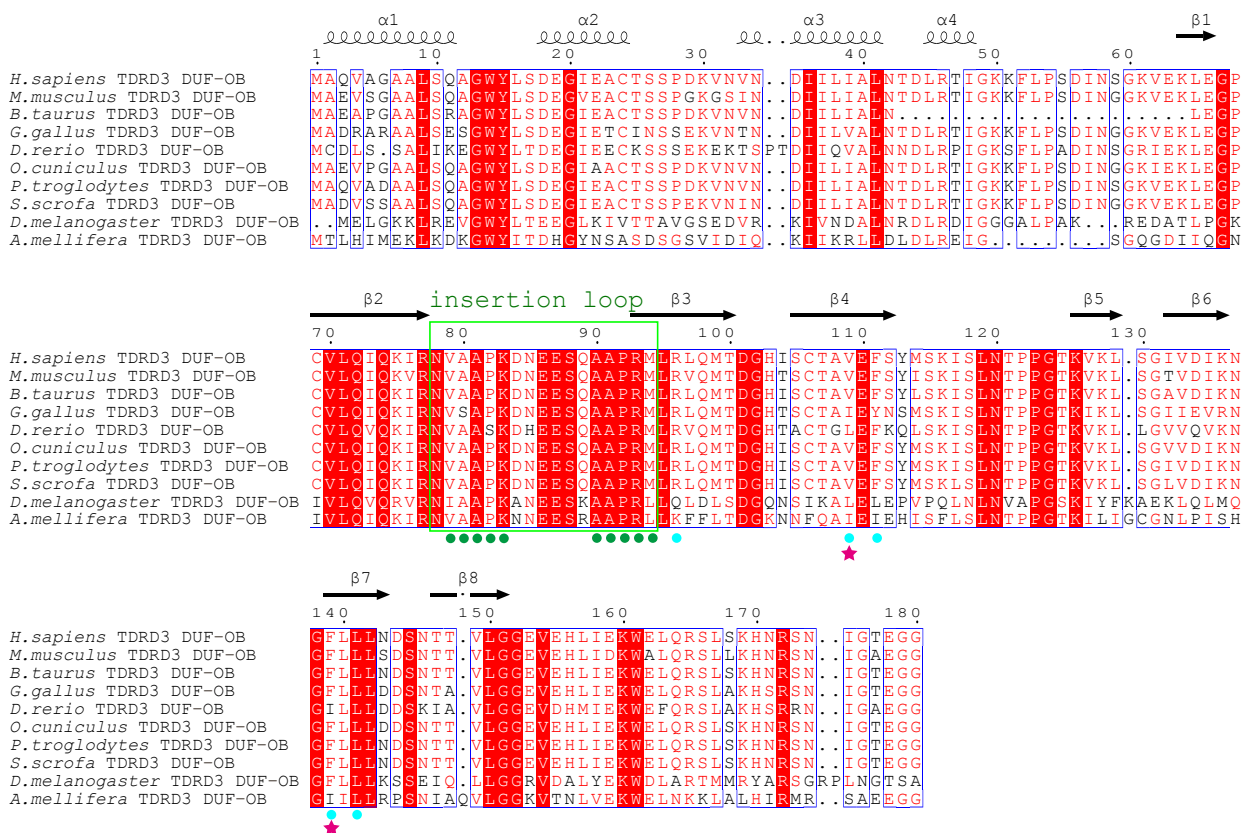 α1 α2 α3 α4 β1
1 10 20 30 40 50 60
H.sapiens TDRD3 DUF-OB MAQVAGAALSQAGWYLSDEGIEACTSSPDKVNVN..DIILIALNTDLRTIGKKFLPSDINSGKVEKLEGP
M.musculus TDRD3 DUF-OB MAEVSGAALSQAGWYLSDEGVEACTSSPGKGSIN..DIILIALNTDLRTIGKKFLPSDINGGKVEKLEGP
B.taurus TDRD3 DUF-OB MAEAPGAALSRAGWYLSDEGIEACTSSPDKVNIN..DIILIALN......................LEGP
G.gallus TDRD3 DUF-OB MADRARAALSESGWYLSDEGIETCINSSEKVNTN..DIILVALNTDLRTIGKSFLPSDINGGKVEKLEGP
D.rerio TDRD3 DUF-OB MCDLS.SALIKEGWYLTDEGIEECKSSSEKEKTSPTDIIQVALNNDLRPIGKSFLPADINGGRIEKLEGP
O.cuniculus TDRD3 DUF-OB MAEVPGAALSQAGWYLSDEGIAACTSSPDKVNIN..DIILIALNTDLRTIGKKFLPSDINGGKVEKLEGP
P.troglodytes TDRD3 DUF-OB MAQVADAALSQAGWYLSDEGIEACTSSPDKVNVN..DIILIALNTDLRTIGKKFLPSDINSGKVEKLEGP
S.scrofa TDRD3 DUF-OB MADVSSAALSQAGWYLSDEGIEACTSSPDKVNIN..DIILIALNTDLRTIGKKFLPSDINGGKVEKLEGP
D.melanogaster TDRD3 DUF-OB ..MELGKKLREVGWYLTEEGLKIVTTAVGSEDVR..KIVNDALNRDLRDIGGGALPAK...REDATLPGK
A.mellifera TDRD3 DUF-OB MTLHIMEKLKDKGWYITDHGYNSASDSGSVIDIQ..KIIKRLLDLDLREIG.........SGQGDIIQGN
β2 insertion loop β3 β4 β5 β6
70 80 90 100 110 120 130
H.sapiens TDRD3 DUF-OB CVLQIQKIRNVAAPKDNEESQAAPRMLRLQMTDGHISCTAVEFSYMSKISLNTPPGTKVKL.SGIVDIKN
M.musculus TDRD3 DUF-OB CVLQIQKVRNVAAPKDNEESQAAPRMLRVQMTDGHTSCTAVEFSYISKISLNTPPGTKVKL.SGTVDIKN
B.taurus TDRD3 DUF-OB CVLQIQKIRNVAAPKDNEESQAAPRMLRLQMTDGHISCTAVEFSYLSKISLNTPPGTKVKL.SGAVDIKN
G.gallus TDRD3 DUF-OB CVLQIQKIRNVSAPKDNEESQAAPRMLRLQMTDGHTSCTAIEYNSMSKISLNTPPGTKVKL.SGIIEVRN
D.rerio TDRD3 DUF-OB CVLQVQKIRNVAASKDHEESQAAPRMLRVQMTDGHTACTGLEFKQLSKISLNTPPGTKVKL.LGVVQVKN
O.cuniculus TDRD3 DUF-OB CVLQIQKIRNVAAPKDNEESQAAPRMLRLQMTDGHISCTAVEFSYMSKISLNTPPGTKVKL.SGIVDIKN
P.troglodytes TDRD3 DUF-OB CVLQIQKIRNVAAPKDNEESQAAPRMLRLQMTDGHISCTAVEFSYMSKISLNTPPGTKVKL.SGIVDIKN
S.scrofa TDRD3 DUF-OB CVLQIQKIRNVAAPKDNEESQAAPRMLRLQMTDGHISCTAVEFSYMSKISLNTPPGTKVKL.SGLVDIKN
D.melanogaster TDRD3 DUF-OB IVLQVQRVRNIAAPKANEESKAAPRLLQLDLSDGQNSIKALELEPVPQLNLNVAPGSKIYFKAEKLQLMQ
A.mellifera TDRD3 DUF-OB IVLQIQKIRNVAAPKNNEESRAAPRLLKFFLTDGKNNFQAIEIEHISFLSLNTPPGTKILIGCGNLPISH
β7 β8
140 150 160 170 180
H.sapiens TDRD3 DUF-OB GFLLLNDSNTT.VLGGEVEHLIEKWELQRSLSKHNRSN..IGTEGG
M.musculus TDRD3 DUF-OB GFLLLSDSNTT.VLGGEVEHLIDKWALQRSLLKHNRSN..IGAEGG
B.taurus TDRD3 DUF-OB GFLLLNDSNTT.VLGGEVEHLIEKWELQRSLSKHNRSN..IGTEGG
G.gallus TDRD3 DUF-OB GFLLLDDSNTA.VLGGEVEHLIEKWELQRSLAKHSRSN..IGTEGG
D.rerio TDRD3 DUF-OB GILLLDDSKIA.VLGGEVDHMIEKWEFQRSLAKHSRRN..IGAEGG
O.cuniculus TDRD3 DUF-OB GFLLLDDSNTT.VLGGEVEHLIEKWELQRSLSKHNRSN..IGTEGG
P.troglodytes TDRD3 DUF-OB GFLLLNDSNTT.VLGGEVEHLIEKWELQRSLSKHNRSN..IGTEGG
S.scrofa TDRD3 DUF-OB GFLLLNDSNTT.VLGGEVEHLIEKWELQRSLSKHNRSN..IGTEGG
D.melanogaster TDRD3 DUF-OB GFLLLKSSEIQ.LLGGRVDALYEKWDLARTMMRYARSGRPLNGTSA
A.mellifera TDRD3 DUF-OB GIILLRPSNIAQVLGGKVTNLVEKWELNKKLALHIRMR..SAEEGG